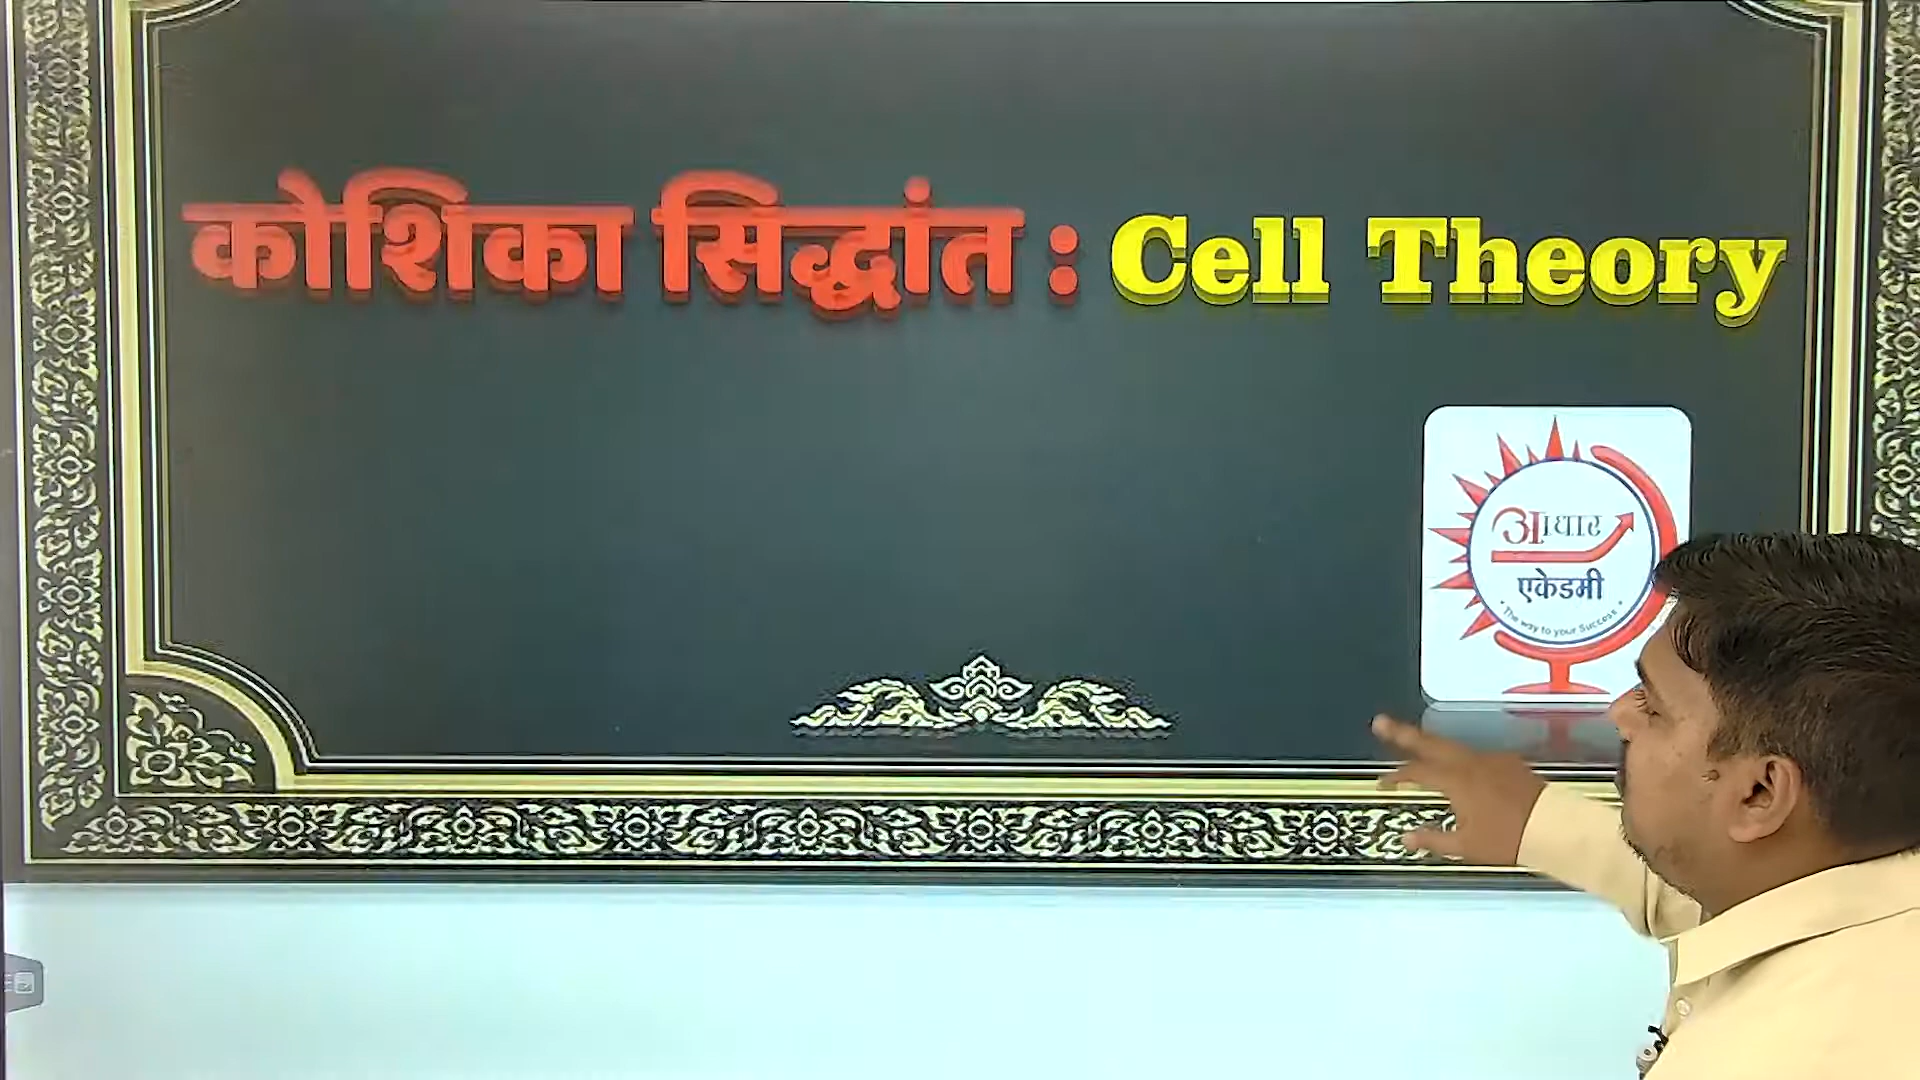 कोशिका सिद्धांत : Cell Theory
आधार
एकेडमी
The way to your Success